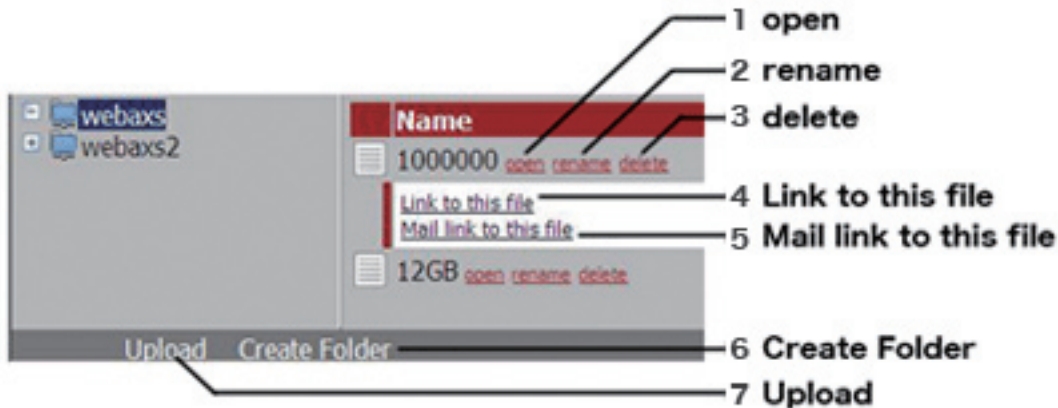 1 open
2 rename
3 delete
webaxs
webaxs2
Name
1000000 open rename delete
Link to this file
Mail link to this file
12GB open rename delete
4 Link to this file
5 Mail link to this file
Upload Create Folder
6 Create Folder
7 Upload